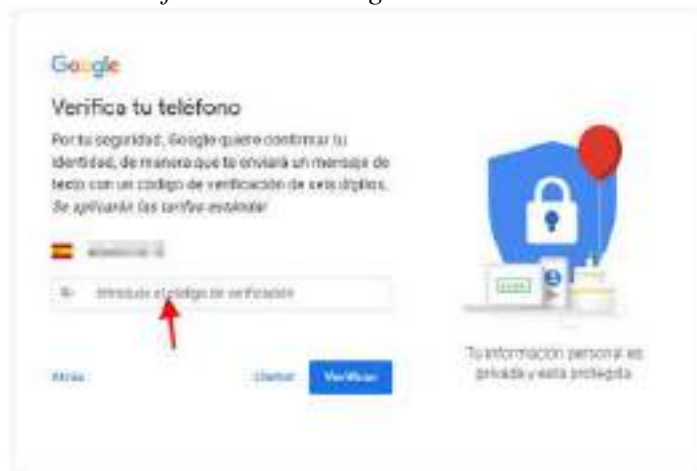 Google
Verifica tu teléfono
Por tu seguridad, Google quiere confirmar tu
identidad, de manera que te enviará un mensaje de
texto con un código de verificación de seis dígitos.
Se aplicarán las tarifas estándar
Introduce el código de verificación
Atrás
Llamar
Verificar
Tu información personal es
privada y está protegida